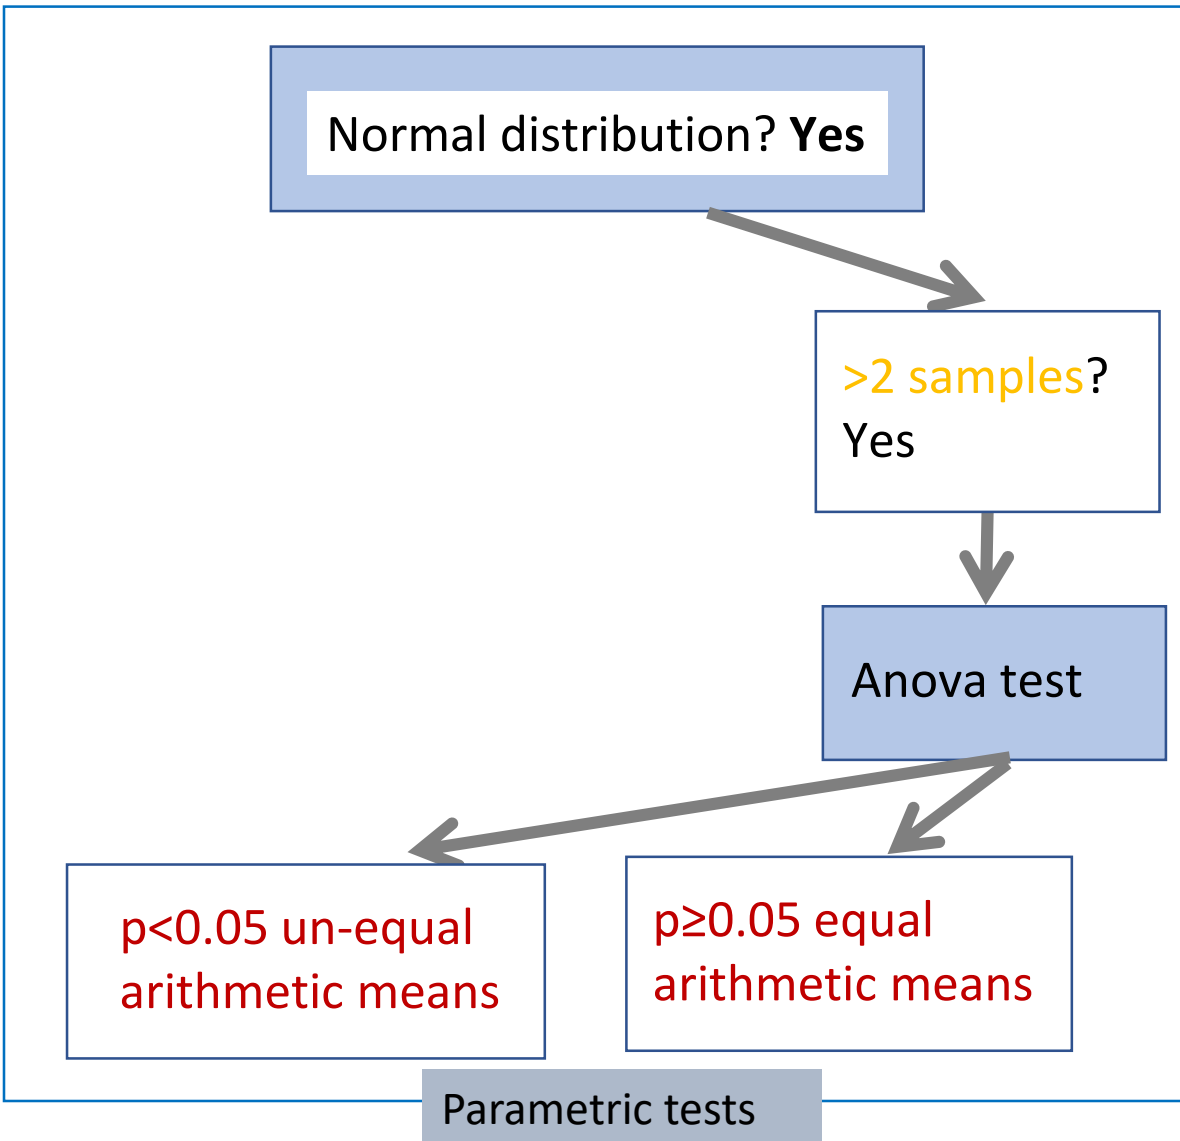 Normal distribution? Yes
>2 samples?
Yes
Anova test
p<0.05 un-equal
arithmetic means
p≥0.05 equal
arithmetic means
Parametric tests